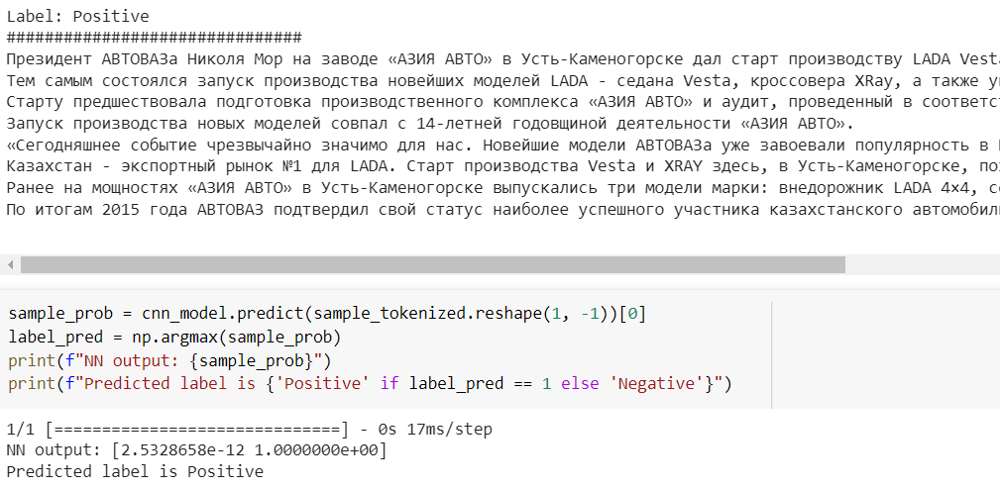 Label: Positive
###############################
Президент АВТОВАЗа Николя Мор на заводе «АЗИЯ АВТО» в Усть-Каменогорске дал старт производству LADA Vesta
Тем самым состоялся запуск производства новейших моделей LADA - седана Vesta, кроссовера XRay, а также
Старту предшествовала подготовка производственного комплекса «АЗИЯ АВТО» и аудит, проведенный в
Запуск производства новых моделей совпал с 14-летней годовщиной деятельности «АЗИЯ АВТО».
«Сегодняшнее событие чрезвычайно значимо для нас. Новейшие модели АВТОВАЗа уже завоевали популярность в
Казахстан - экспортный рынок №1 для LADA. Старт производства Vesta и XRAY здесь, в Усть-Каменогорске,
Ранее на мощностях «АЗИЯ АВТО» в Усть-Каменогорске выпускались три модели марки: внедорожник LADA 4×4,
По итогам 2015 года АВТОВАЗ подтвердил свой статус наиболее успешного участника казахстанского
sample_prob = cnn_model.predict(sample_tokenized.reshape(1, -1))[0]
label_pred = np.argmax(sample_prob)
print(f"NN output: {sample_prob}")
print(f"Predicted label is {'Positive' if label_pred == 1 else 'Negative'}")
1/1 [==============================] - 0s 17ms/step
NN output: [2.5328658e-12 1.0000000e+00]
Predicted label is Positive